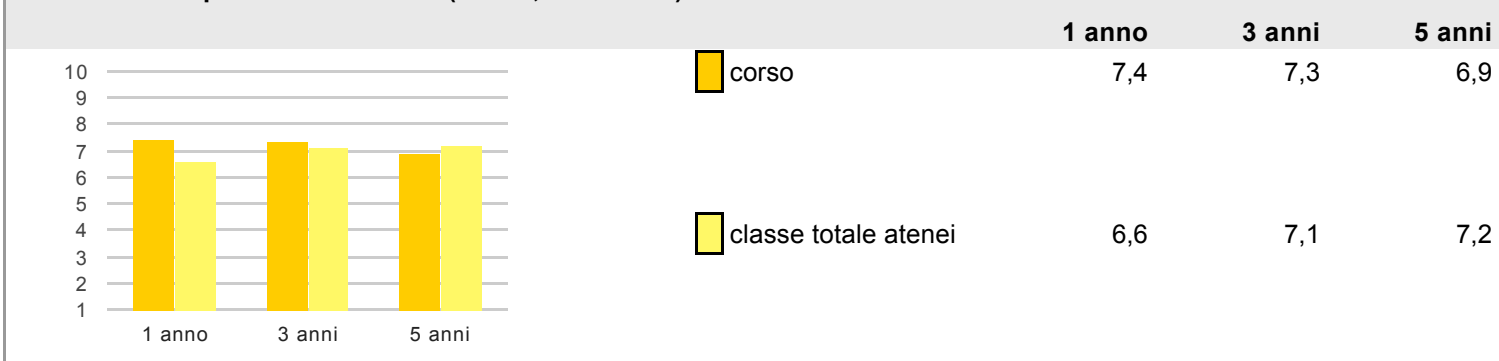 1 anno 3 anni 5 anni
10
9
8
7
6
5
4
3
2
1
1 anno 3 anni 5 anni
corso 7,4 7,3 6,9
classe totale atenei 6,6 7,1 7,2